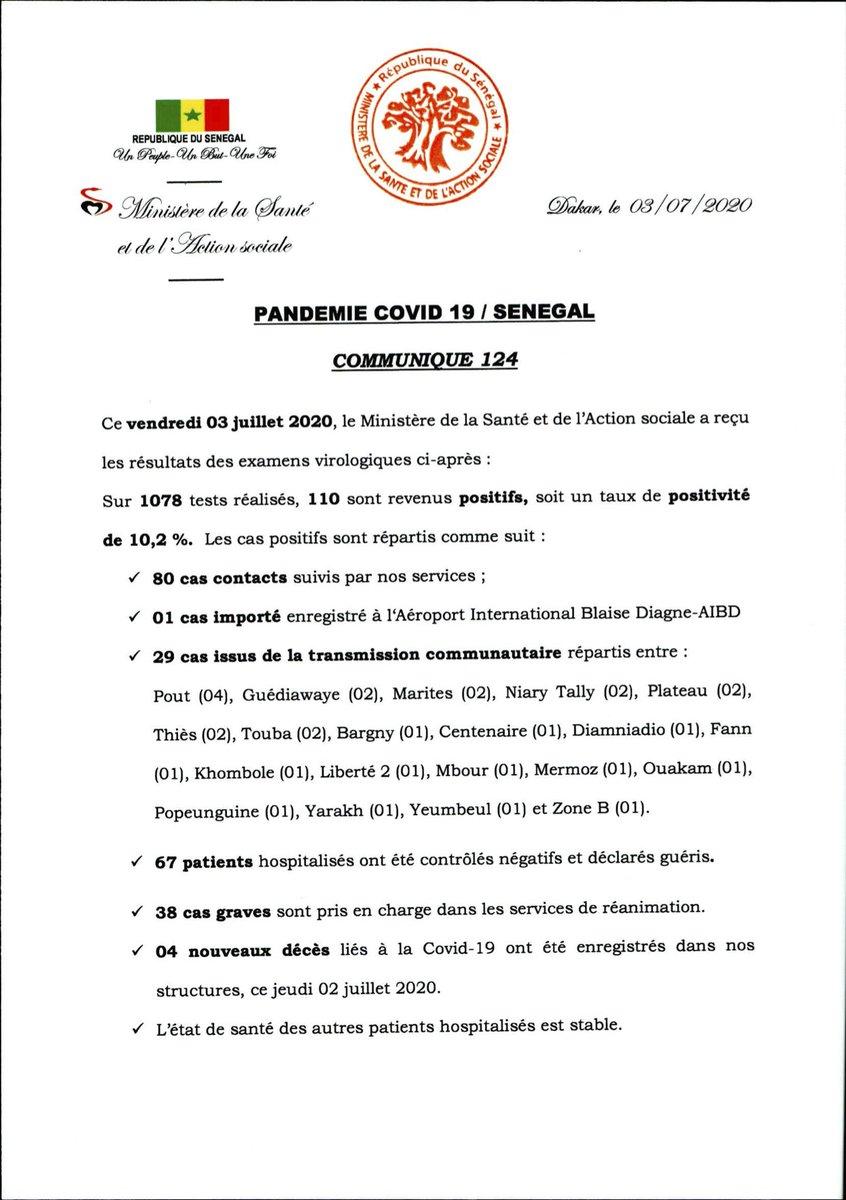 République du Sénégal
MINISTERE DE LA SANTE ET DE L'ACTION SOCIALE
REPUBLIQUE DU SENEGAL
Un Peuple-Un But-Une Foi
Ministère de la Santé
et de l'Action sociale
Dakar, le 03/07/2020
PANDEMIE COVID 19 / SENEGAL
COMMUNIQUE 124
Ce vendredi 03 juillet 2020, le Ministère de la Santé et de l'Action sociale a reçu
les résultats des examens virologiques ci-après :
Sur 1078 tests réalisés, 110 sont revenus positifs, soit un taux de positivité
de 10,2 %. Les cas positifs sont répartis comme suit :
✓ 80 cas contacts suivis par nos services ;
✓ 01 cas importé enregistré à l'Aéroport International Blaise Diagne-AIBD
✓ 29 cas issus de la transmission communautaire répartis entre :
Pout (04), Guédiawaye (02), Marites (02), Niary Tally (02), Plateau (02),
Thiès (02), Touba (02), Bargny (01), Centenaire (01), Diamniadio (01), Fann
(01), Khombole (01), Liberté 2 (01), Mbour (01), Mermoz (01), Ouakam (01),
Popeunguine (01), Yarakh (01), Yeumbeul (01) et Zone B (01).
✓ 67 patients hospitalisés ont été contrôlés négatifs et déclarés guéris.
✓ 38 cas graves sont pris en charge dans les services de réanimation.
✓ 04 nouveaux décès liés à la Covid-19 ont été enregistrés dans nos
structures, ce jeudi 02 juillet 2020.
✓ L'état de santé des autres patients hospitalisés est stable.